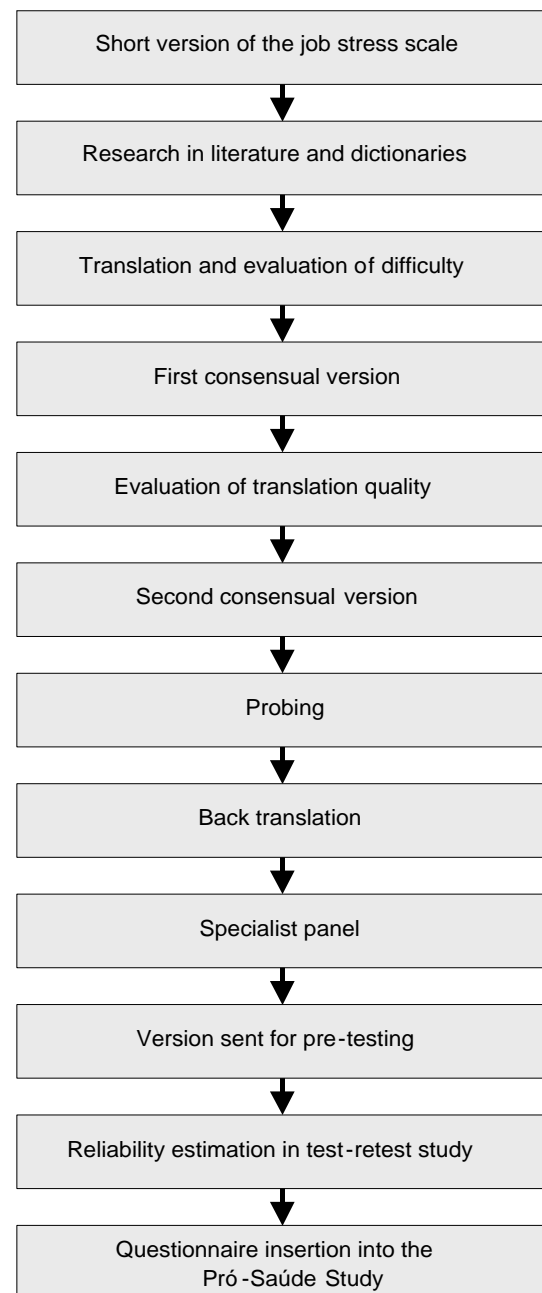 Short version of the job stress scale
Research in literature and dictionaries
Translation and evaluation of difficulty
First consensual version
Evaluation of translation quality
Second consensual version
Probing
Back translation
Specialist panel
Version sent for pre-testing
Reliability estimation in test-retest study
Questionnaire insertion into the
Pró-Saúde Study